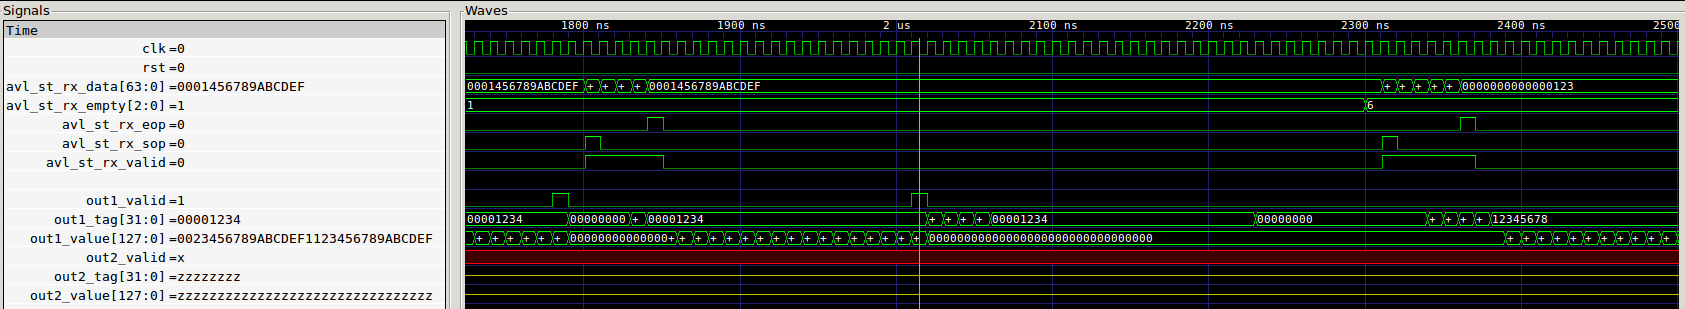 Signals
Time
clk=0
rst=0
avl_st_rx_data[63:0]=0001456789ABCDEF
avl_st_rx_empty[2:0]=1
avl_st_rx_eop=0
avl_st_rx_sop=0
avl_st_rx_valid=0
out1_valid=1
out1_tag[31:0]=00001234
out1_value[127:0]=0023456789ABCDEF1123456789ABCDEF
out2_valid=x
out2_tag[31:0]=zzzzzzzz
out2_value[127:0]=zzzzzzzzzzzzzzzzzzzzzzzzzzzzzzzz
Waves
1800 ns 1900 ns 2 us 2100 ns 2200 ns 2300 ns 2400 ns 2500
0001456789ABCDEF + + + + 0001456789ABCDEF + + + + + 0000000000000123
1 6
00001234 00000000 + 00001234 + + + + 00001234 00000000 + + + + 12345678
+ + + + + + 0000000000000+ + + + + + + + + + + + + + + + + 00000000000000000000000000000000 + + + + + + + + + + +